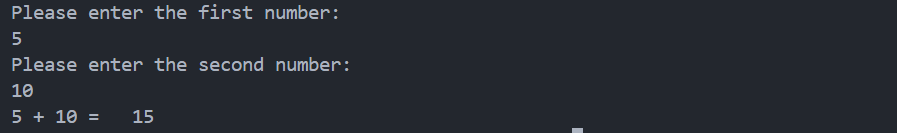 Please enter the first number:
5
Please enter the second number:
10
5 + 10 =   15